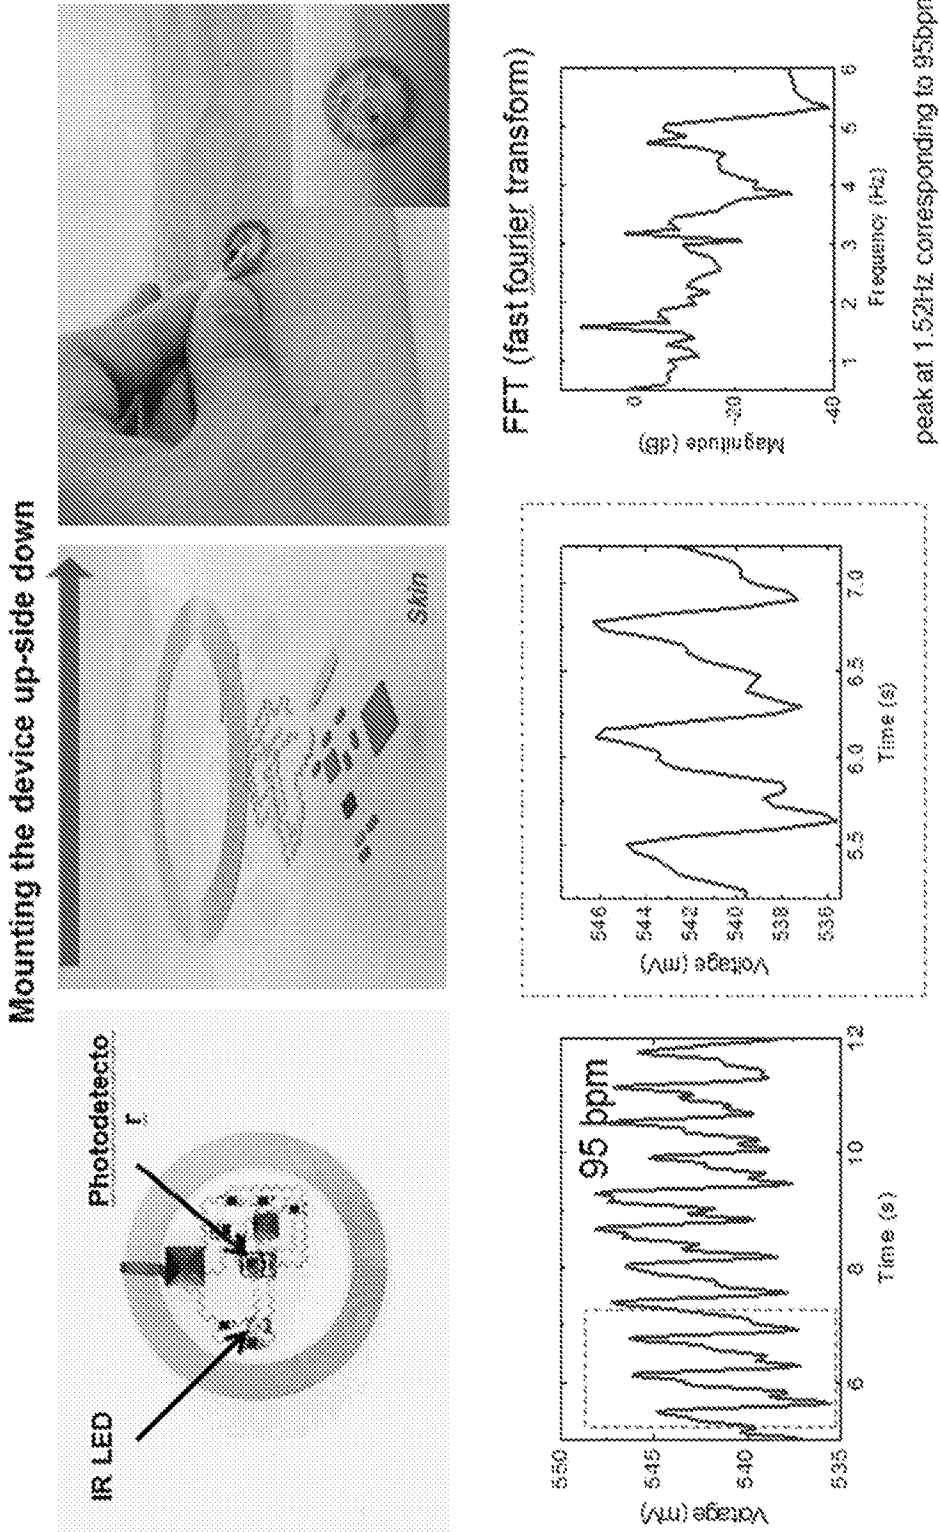 Mounting the device up-side down
IR LED
Photodetecto
r
Skin
95 bpm
550
545
540
535
Voltage (mV)
6
8
10
12
Time (s)
546
544
542
540
538
536
Voltage (mV)
5.5
6.0
6.5
7.0
Time (s)
FFT (fast fourier transform)
0
-20
-40
Magnitude (dB)
1
2
3
4
5
6
Frequency (Hz)
peak at 1.52Hz corresponding to 95bpm